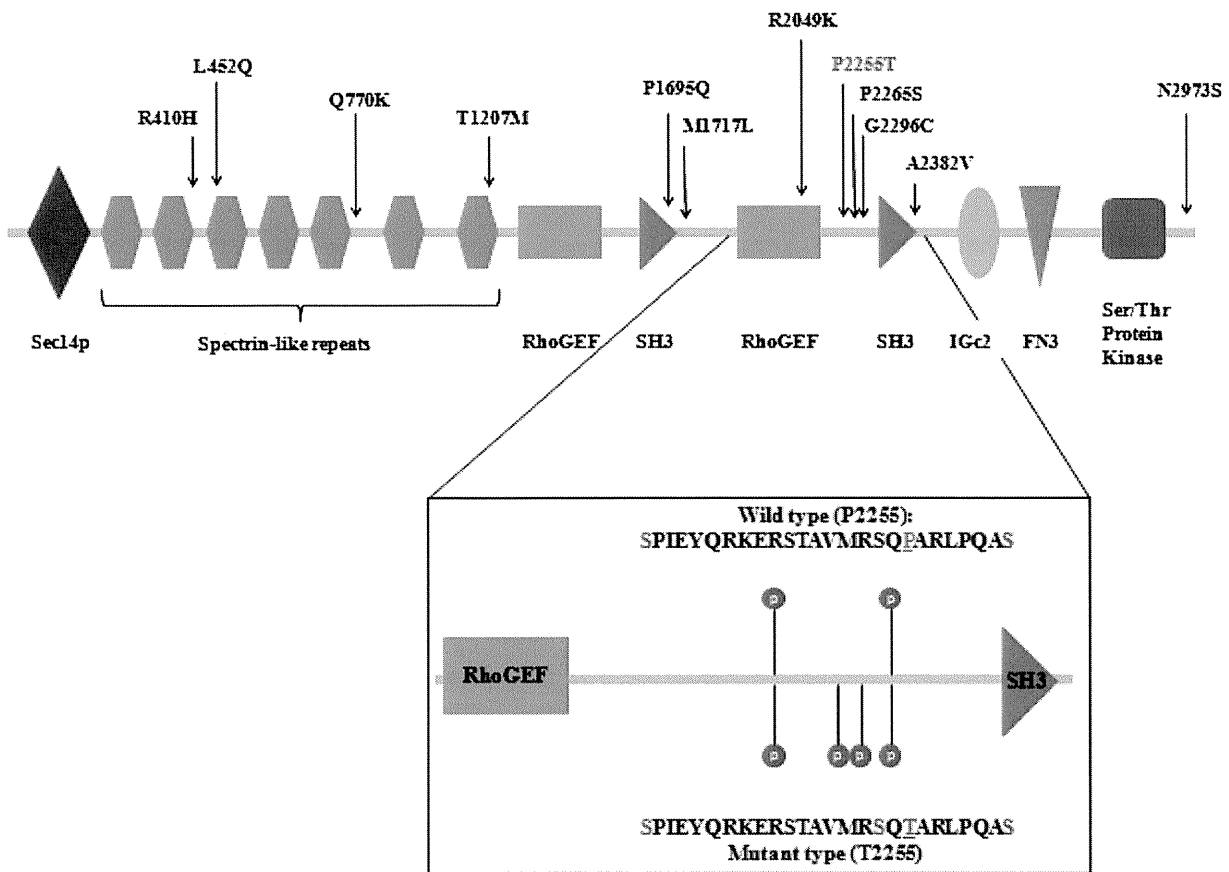 R2049K
L452Q
P2255T
Q770K
P1695Q
P2265S
N2973S
R410H
T1207M
M1717L
G2296C
A2382V
Sec14p
Spectrin-like repeats
RhoGEF
SH3
RhoGEF
SH3
IGc2
FN3
Ser/Thr
Protein
Kinase
Wild type (P2255):
SPIEYQRKERSTAVMRSQPARLPQAS
P P
RhoGEF
SH3
P P P P
SPIEYQRKERSTAVMRSQTARLPQAS
Mutant type (T2255)